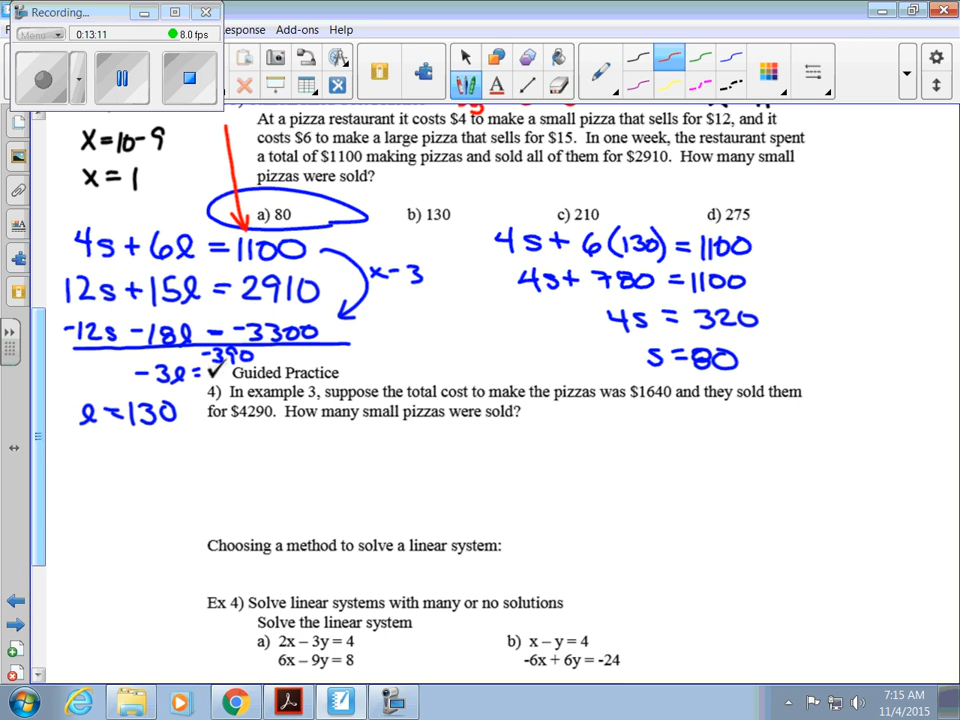 Recording...
Menu
0:13:11
8.0 fps
esponse Add-ons Help
x = 10 - 9
x = 1
At a pizza restaurant it costs $4 to make a small pizza that sells for $12, and it
costs $6 to make a large pizza that sells for $15. In one week, the restaurant spent
a total of $1100 making pizzas and sold all of them for $2910. How many small
pizzas were sold?
a) 80 b) 130 c) 210 d) 275
4s + 6l = 1100
12s + 15l = 2910
x - 3
-12s - 18l = -3300
-3l = -390
l = 130
4s + 6(130) = 1100
4s + 780 = 1100
4s = 320
s = 80
✓ Guided Practice
4) In example 3, suppose the total cost to make the pizzas was $1640 and they sold them
for $4290. How many small pizzas were sold?
Choosing a method to solve a linear system:
Ex 4) Solve linear systems with many or no solutions
Solve the linear system
a) 2x – 3y = 4 b) x – y = 4
6x – 9y = 8 -6x + 6y = -24
7:15 AM
11/4/2015